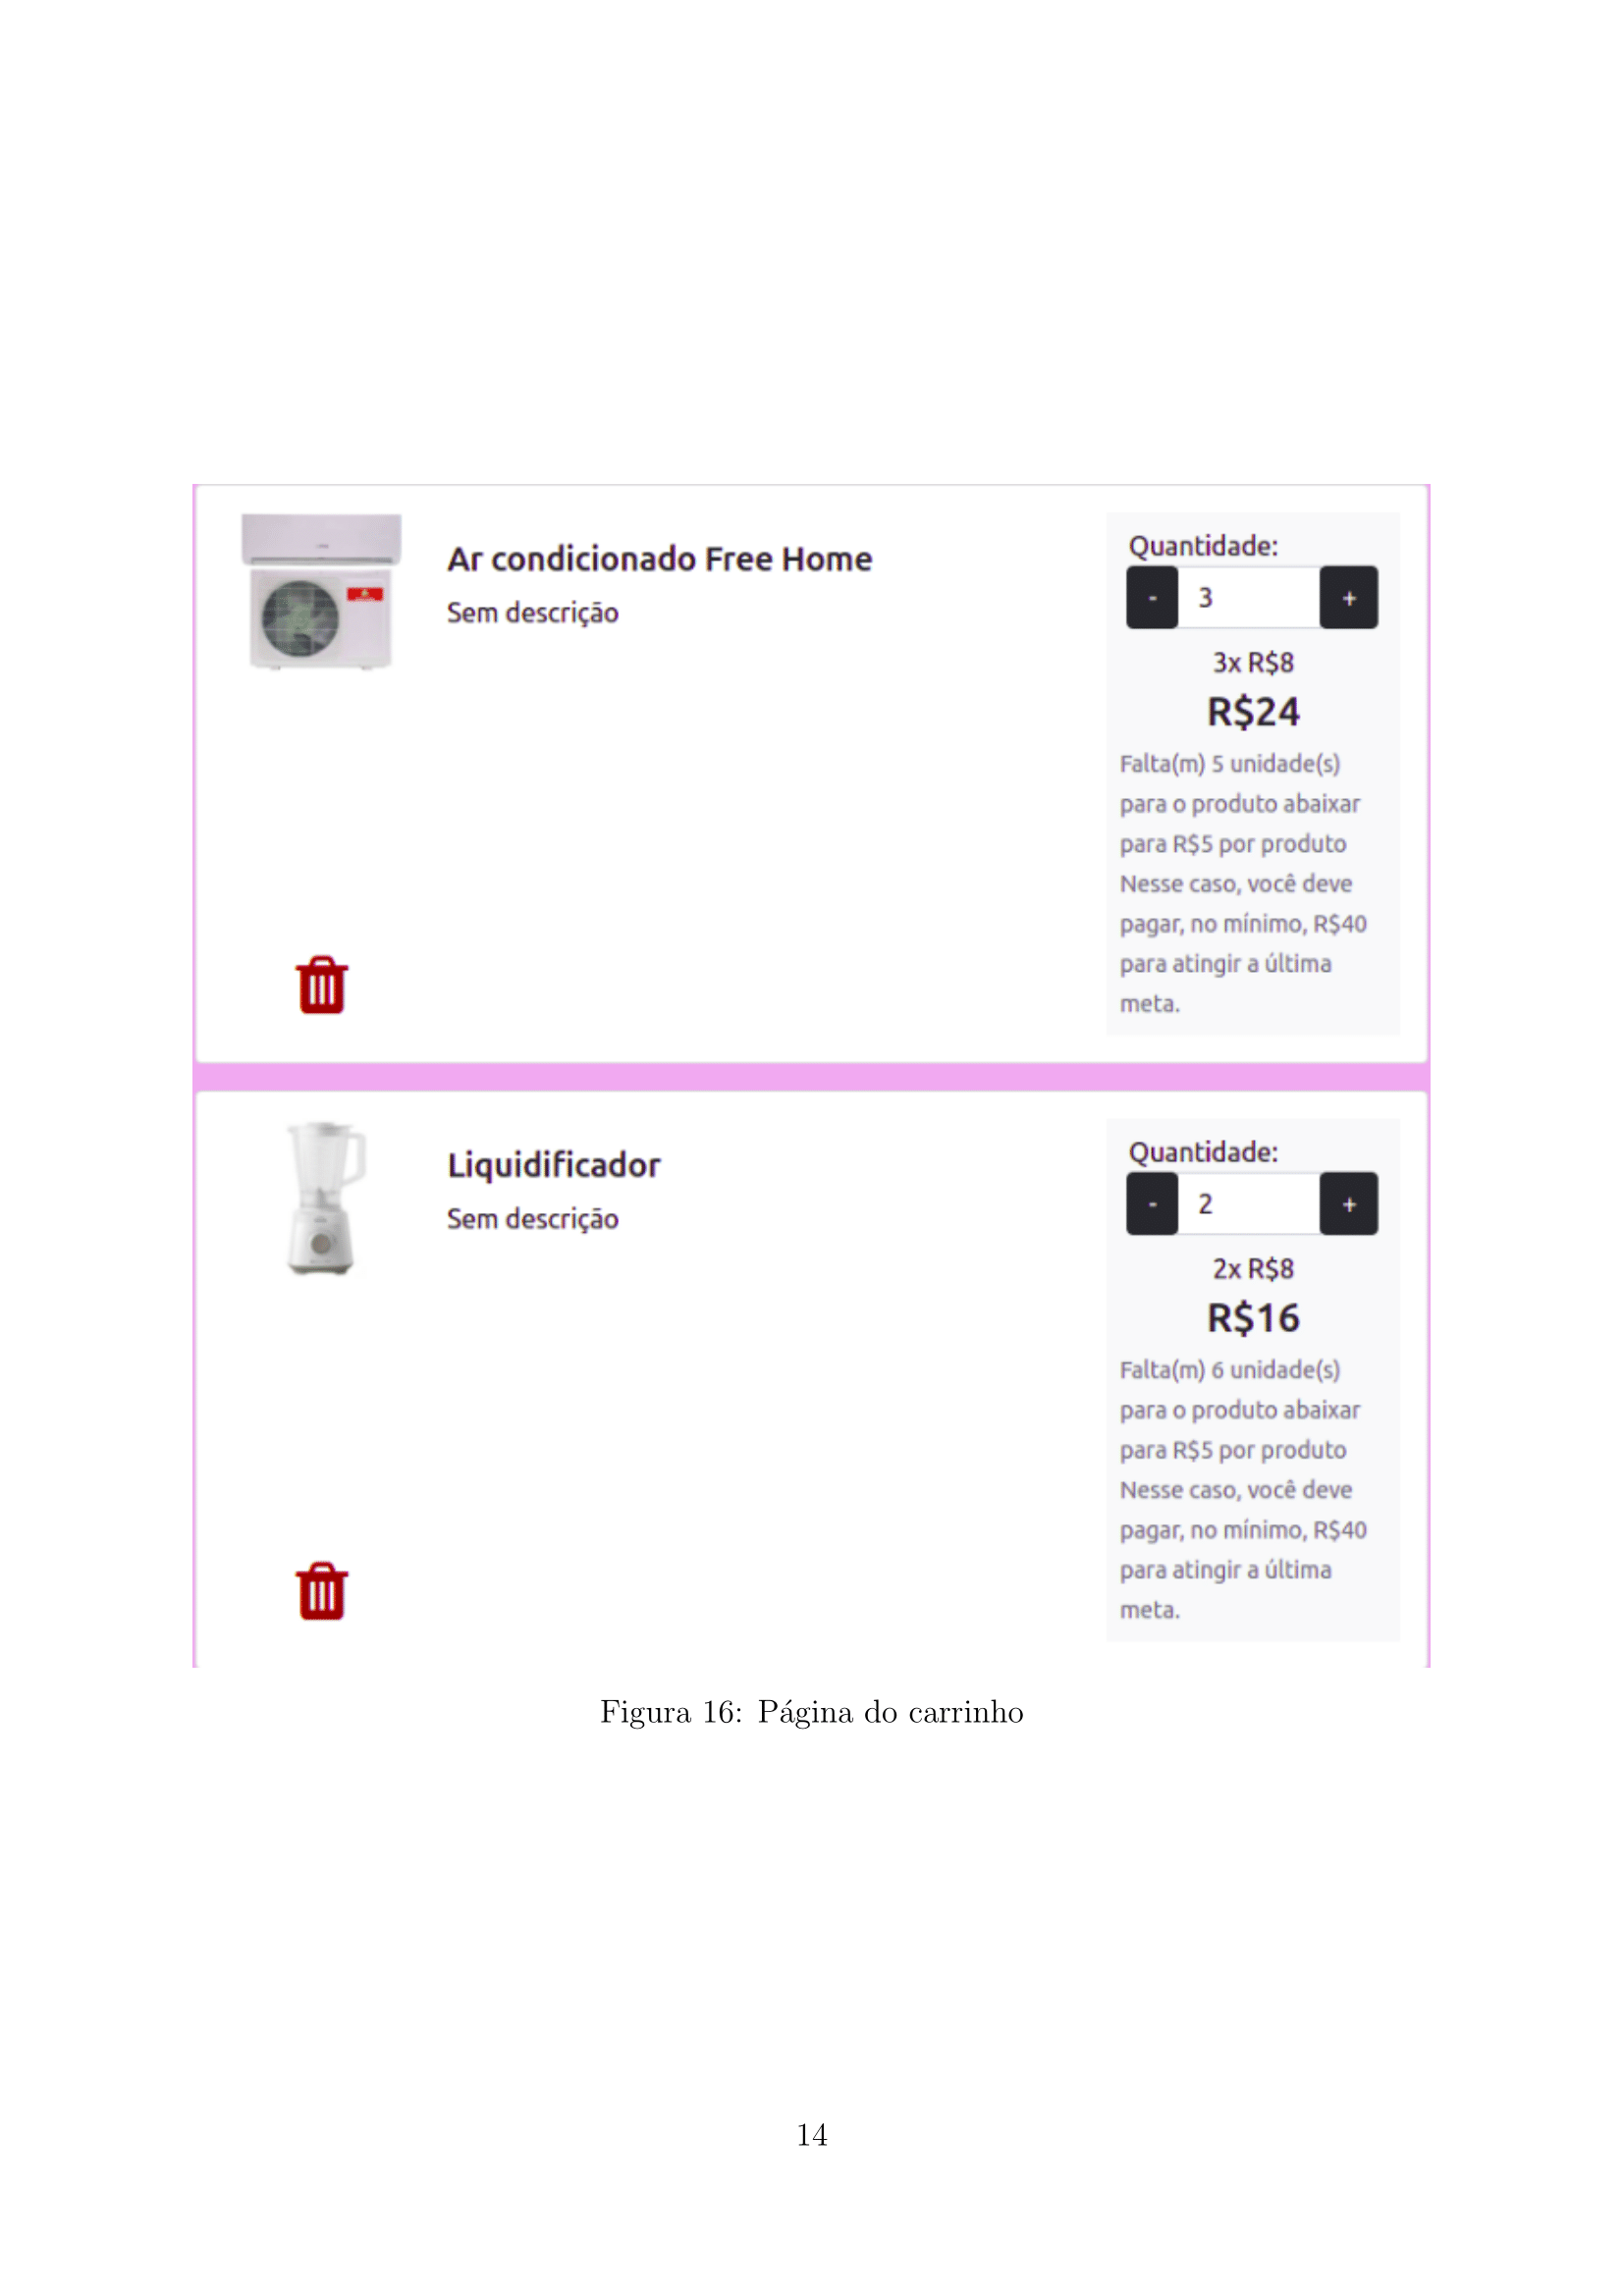 Ar condicionado Free Home
Sem descrição
Quantidade:
- 3 +
3x R$8
R$24
Falta(m) 5 unidade(s)
para o produto abaixar
para R$5 por produto
Nesse caso, você deve
pagar, no mínimo, R$40
para atingir a última
meta.
Liquidificador
Sem descrição
Quantidade:
- 2 +
2x R$8
R$16
Falta(m) 6 unidade(s)
para o produto abaixar
para R$5 por produto
Nesse caso, você deve
pagar, no mínimo, R$40
para atingir a última
meta.
Figura 16: Página do carrinho
14